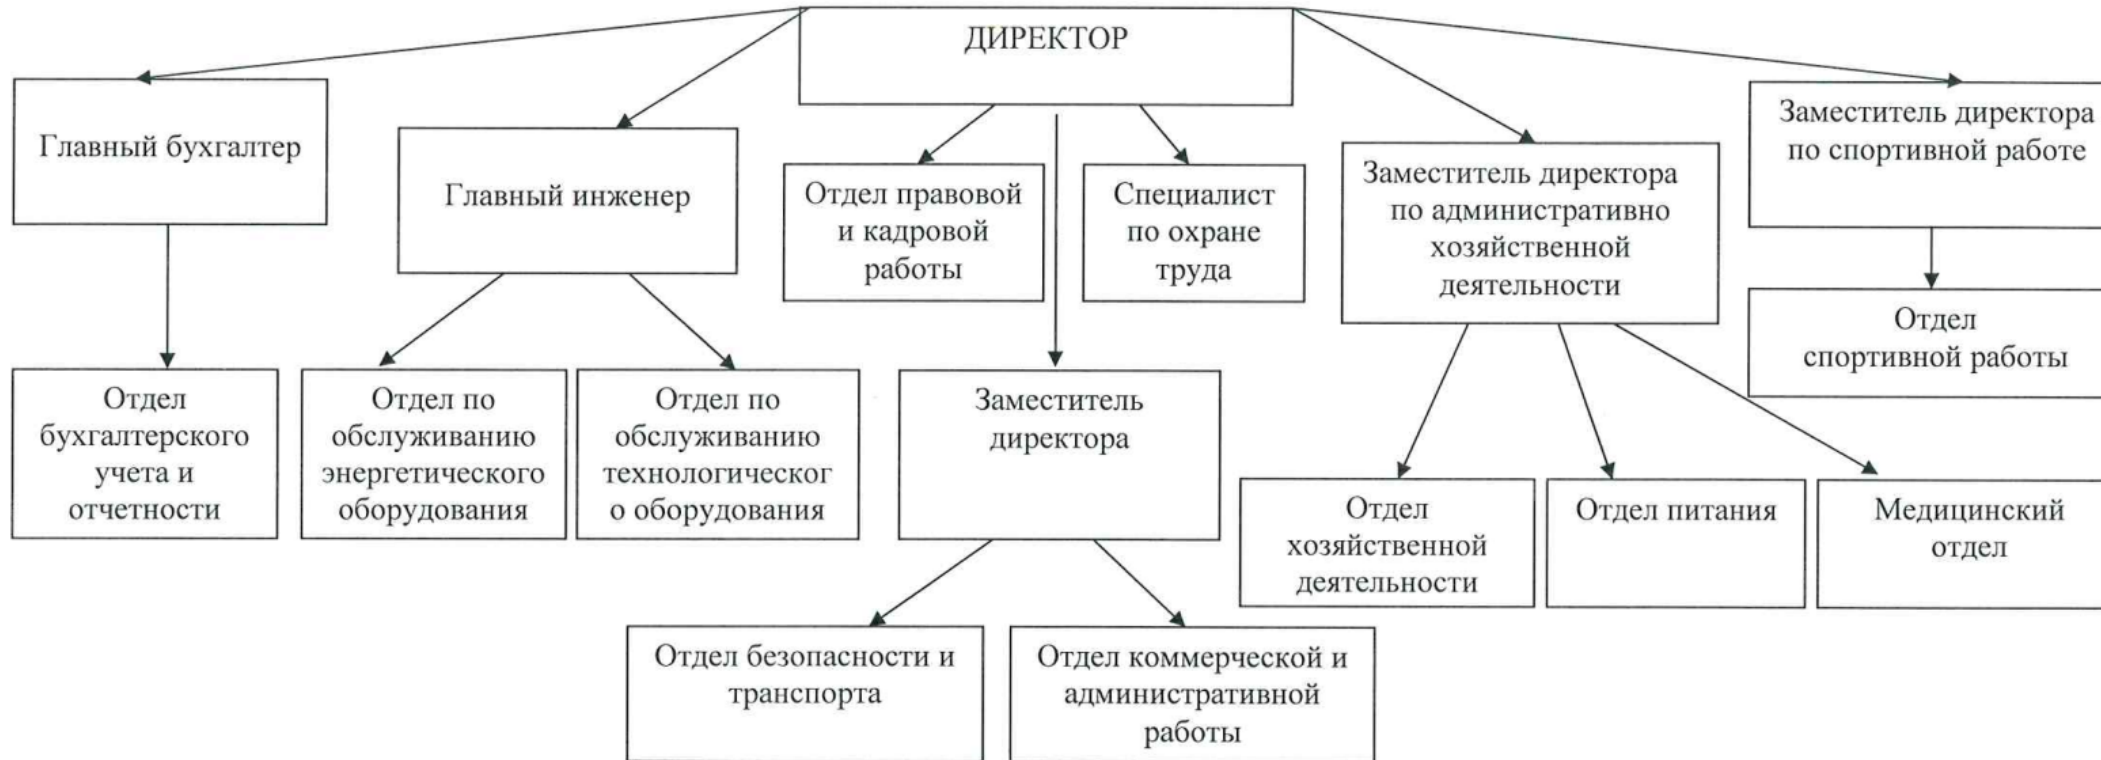 ДИРЕКТОР
Главный бухгалтер
Главный инженер
Отдел правовой
и кадровой
работы
Специалист
по охране
труда
Заместитель директора
по административно
хозяйственной
деятельности
Заместитель директора
по спортивной работе
Отдел
спортивной работы
Отдел
бухгалтерского
учета и
отчетности
Отдел по
обслуживанию
энергетического
оборудования
Отдел по
обслуживанию
технологическог
о оборудования
Заместитель
директора
Отдел
хозяйственной
деятельности
Отдел питания
Медицинский
отдел
Отдел безопасности и
транспорта
Отдел коммерческой и
административной
работы